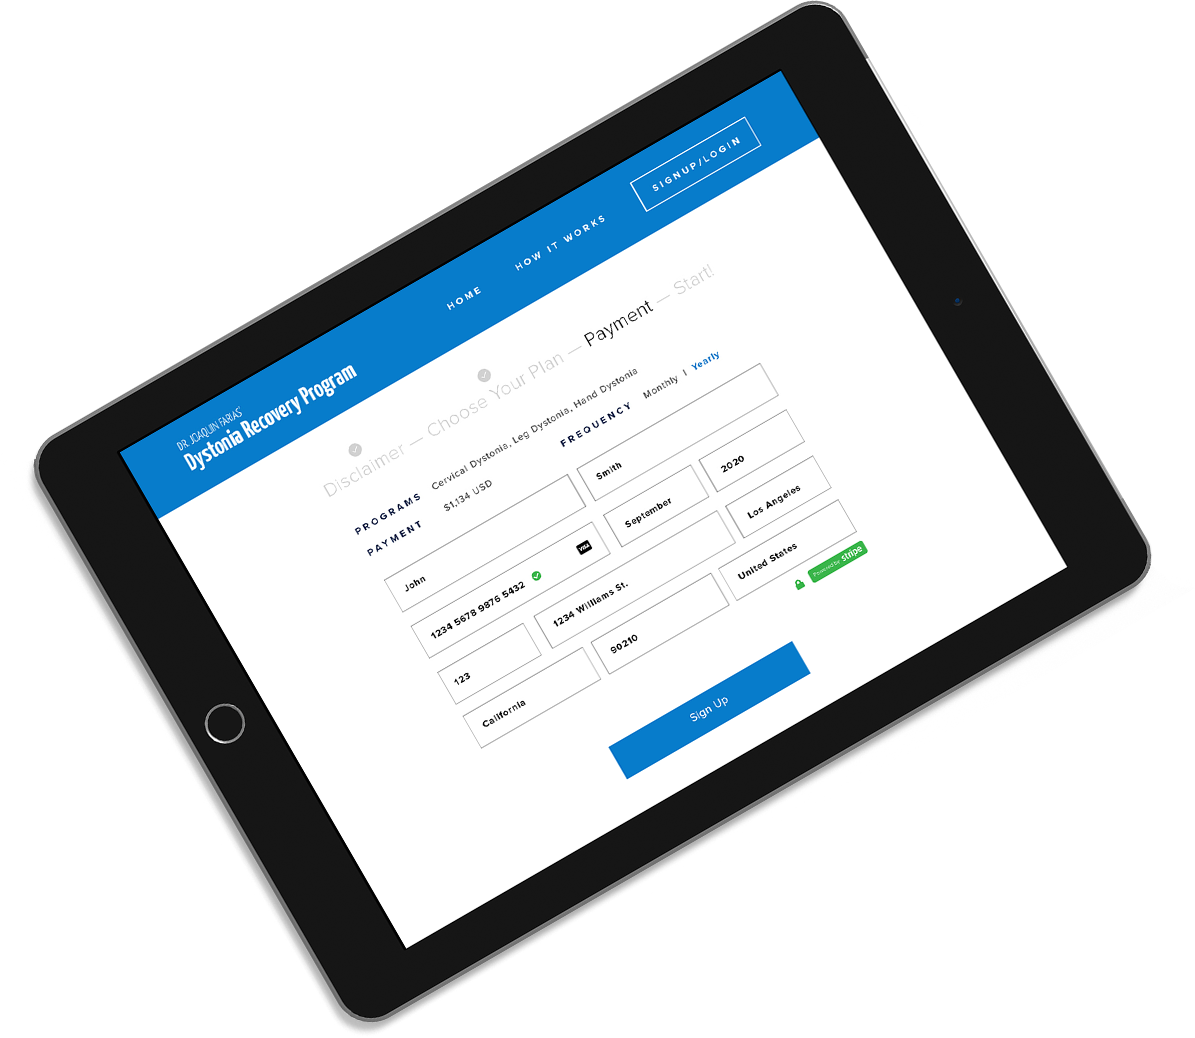 DR. JOAQUIN FARIAS'
Dystonia Recovery Program
HOME
HOW IT WORKS
SIGNUP/LOGIN
Disclaimer — Choose Your Plan — Payment — Start!
PROGRAMS Cervical Dystonia, Leg Dystonia, Hand Dystonia
PAYMENT $1,134 USD
FREQUENCY Monthly | Yearly
John
Smith
1234 5678 9876 5432
VISA
September
2020
123
1234 Williams St.
Los Angeles
California
90210
United States
Powered by stripe
Sign Up